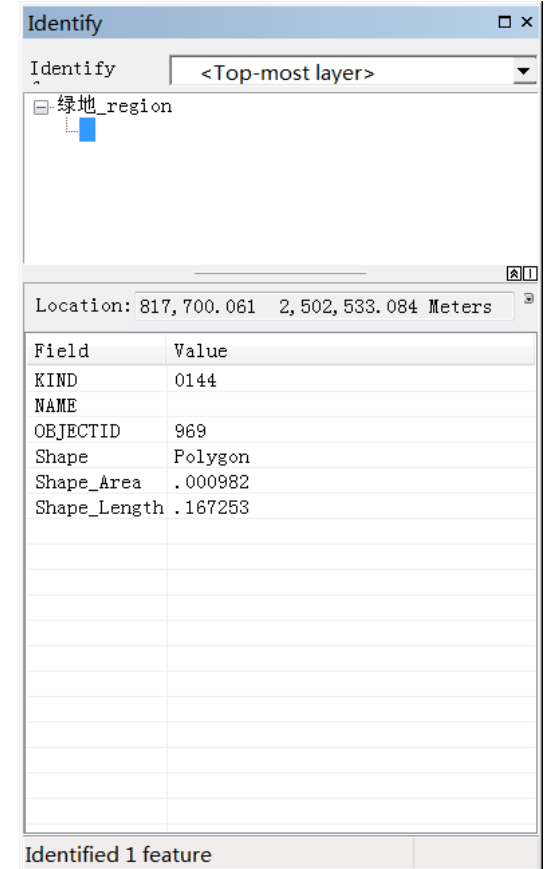 Identify
Identify
<Top-most layer>
绿地_region
Location: 817,700.061 2,502,533.084 Meters
Field Value
KIND 0144
NAME
OBJECTID 969
Shape Polygon
Shape_Area .000982
Shape_Length .167253
Identified 1 feature